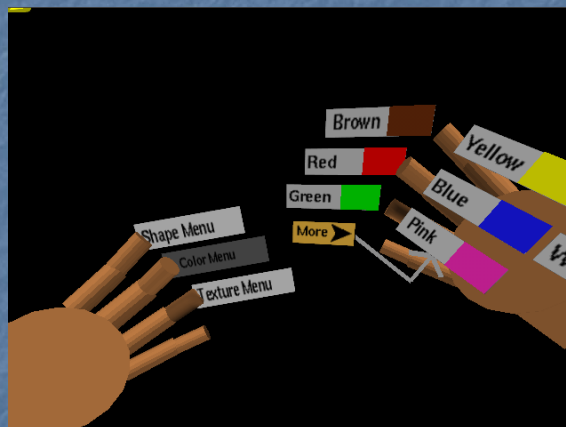 Brown
Yellow
Red
Blue
Green
Pink
More
Shape Menu
Color Menu
Texture Menu